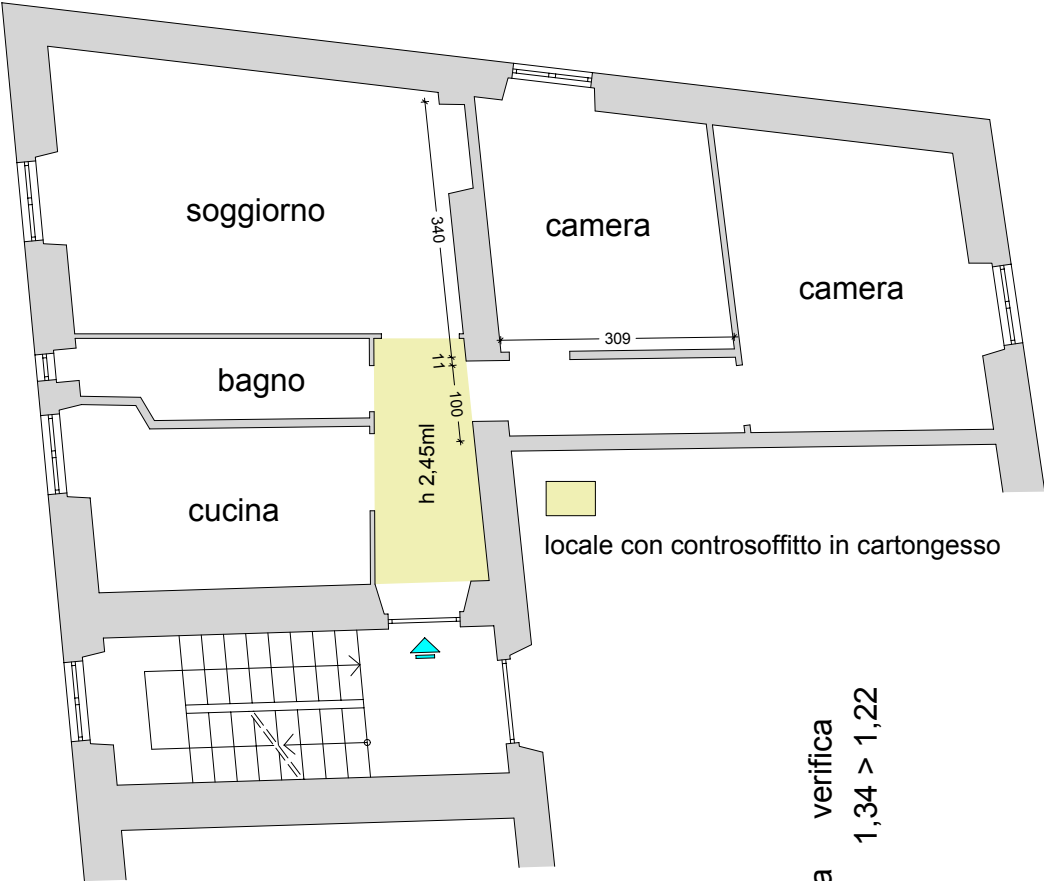 soggiorno
camera
camera
340
309
bagno
11
100
h 2,45ml
cucina
locale con controsoffitto in cartongesso
verifica
1,34 > 1,22
a